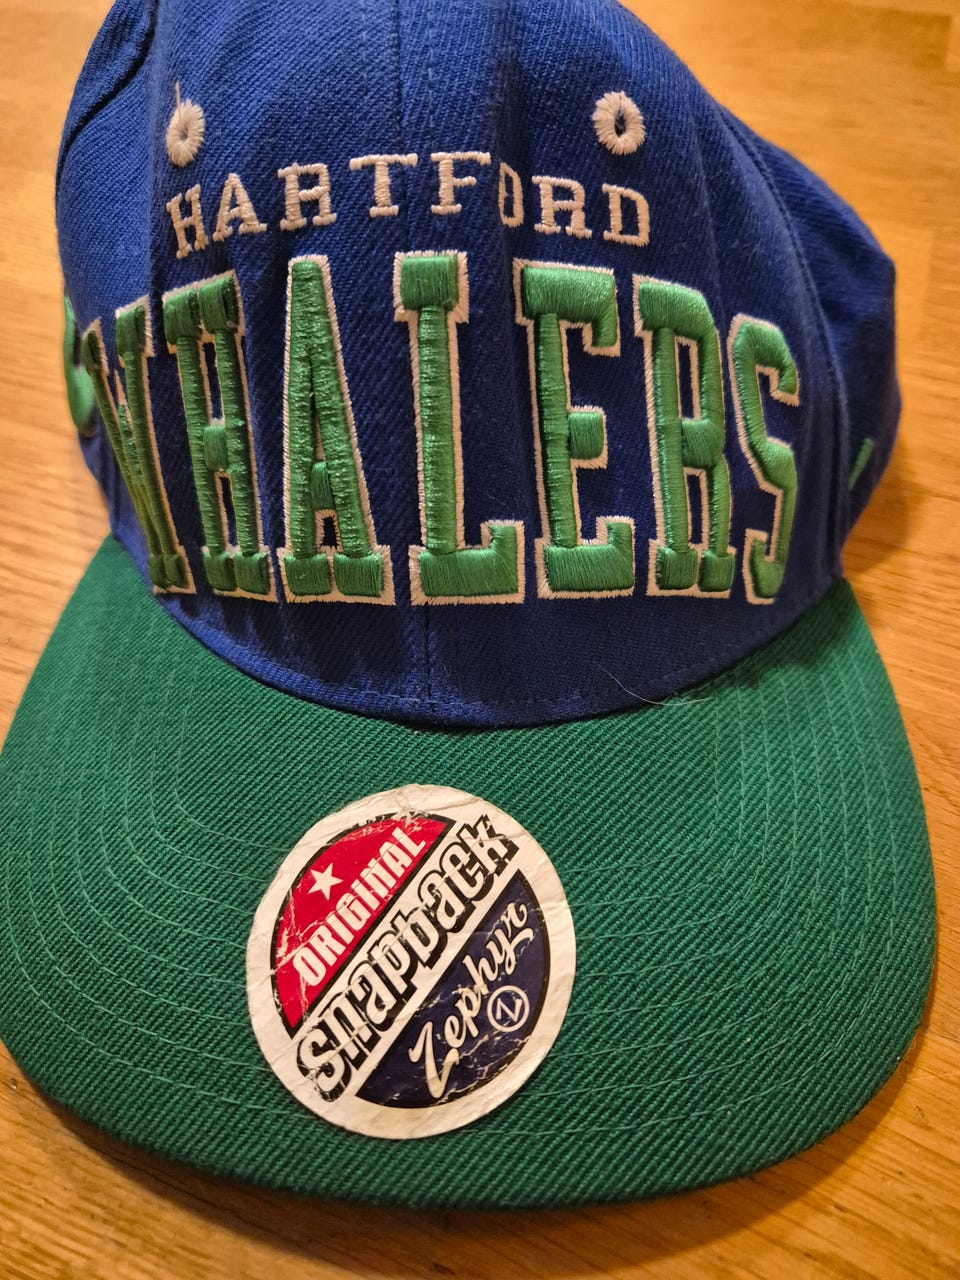 HARTFORD
WHALERS
ORIGINAL
snapback
Zephyr
Z